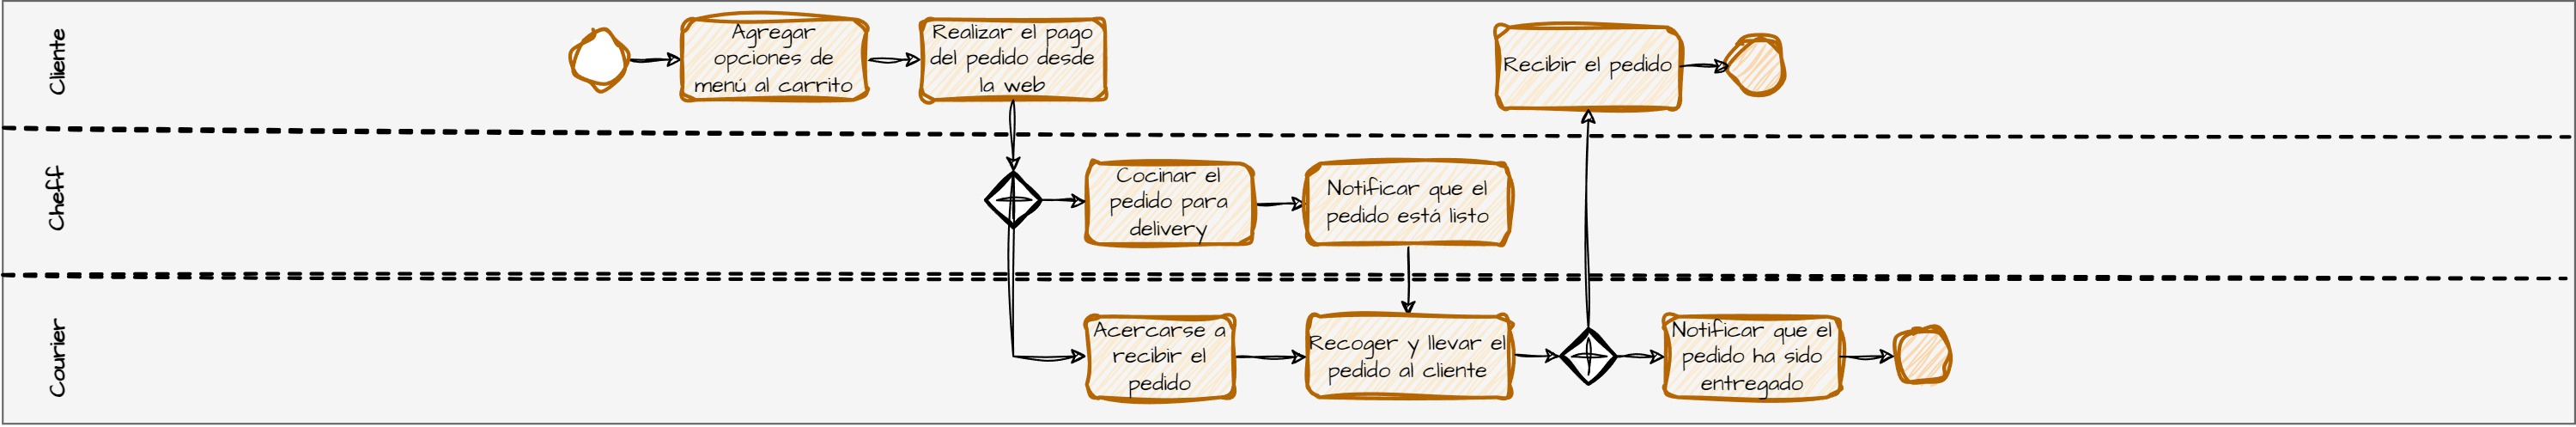 Cliente
Agregar
opciones de
menú al carrito
Realizar el pago
del pedido desde
la web
Recibir el pedido
Cheff
Cocinar el
pedido para
delivery
Notificar que el
pedido está listo
Courier
Acercarse a
recibir el
pedido
Recoger y llevar el
pedido al cliente
Notificar que el
pedido ha sido
entregado